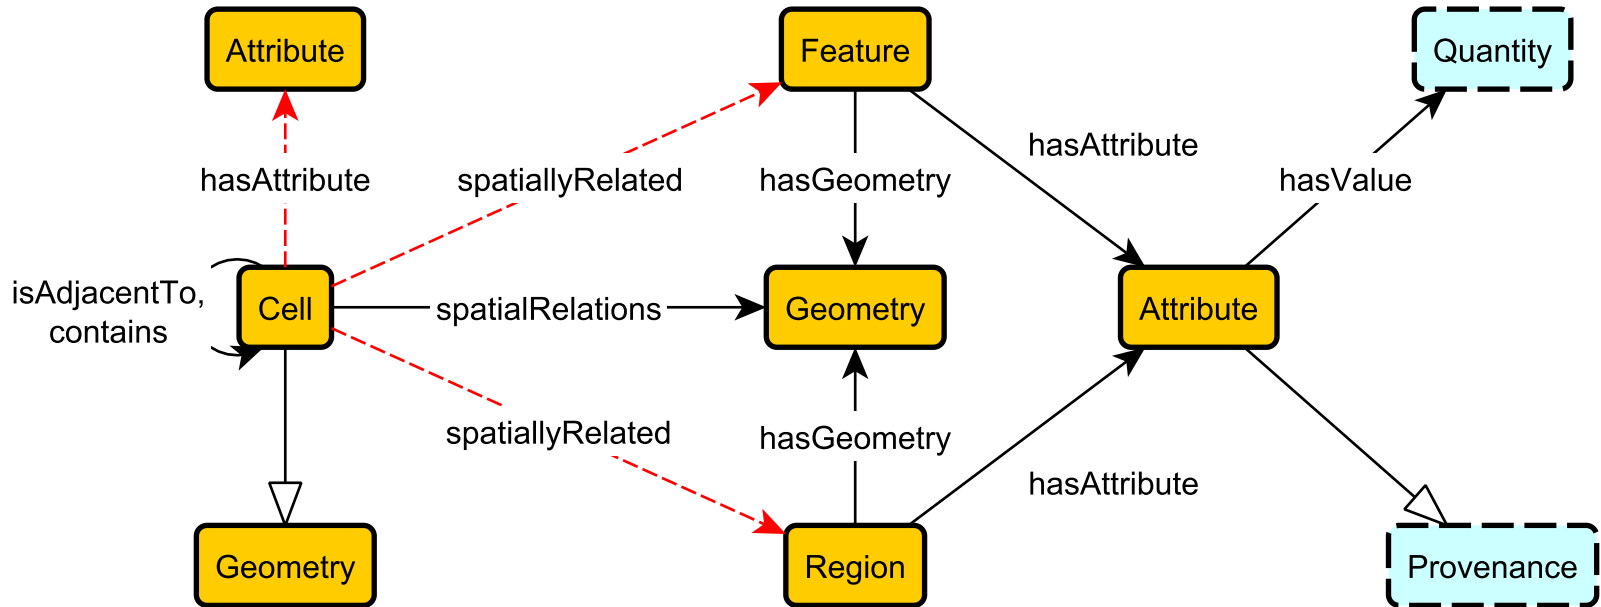 Attribute
Feature
Quantity
hasAttribute
hasAttribute
spatiallyRelated
hasGeometry
hasValue
isAdjacentTo,
contains
Cell
spatialRelations
Geometry
Attribute
spatiallyRelated
hasGeometry
hasAttribute
Geometry
Region
Provenance